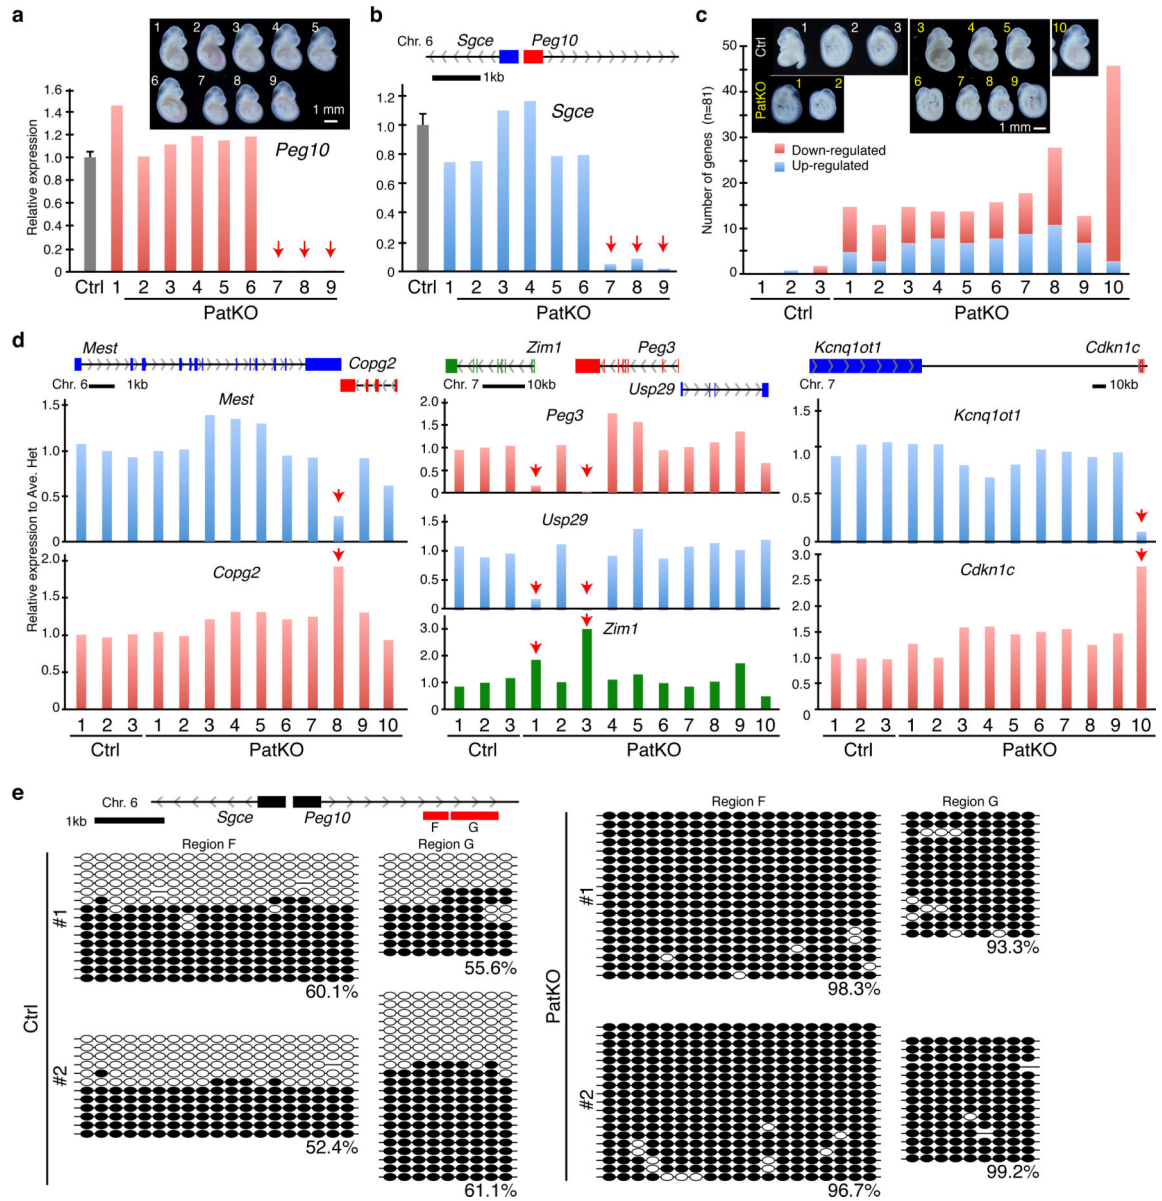 a
1 2 3 4 5
6 7 8 9
1 mm
Peg10
Relative expression
1.6
1.4
1.2
1.0
0.8
0.6
0.4
0.2
0
Ctrl 1 2 3 4 5 6 7 8 9
PatKO
b
Chr. 6 Sgce Peg10
1kb
Sgce
1.2
1.0
0.8
0.6
0.4
0.2
0
Ctrl 1 2 3 4 5 6 7 8 9
PatKO
c
Ctrl 1 2 3
PatKO 1 2
3 4 5 10
6 7 8 9
1 mm
Down-regulated
Up-regulated
Number of genes (n=81)
50
40
30
20
10
0
1 2 3 1 2 3 4 5 6 7 8 9 10
Ctrl PatKO
d
Mest
Copg2
Chr. 6 1kb
Mest
Relative expression to Ave. Het
1.5
1.0
0.5
0
Copg2
2.0
1.5
1.0
0.5
0
1 2 3 1 2 3 4 5 6 7 8 9 10
Ctrl PatKO
Zim1 Peg3
Chr. 7 10kb
Usp29
Peg3
2.0
1.5
1.0
0.5
0
Usp29
1.5
1.0
0.5
0
Zim1
3.0
2.0
1.0
0
1 2 3 1 2 3 4 5 6 7 8 9 10
Ctrl PatKO
Kcnq1ot1 Cdkn1c
Chr. 7 10kb
Kcnq1ot1
1.5
1.0
0.5
0
Cdkn1c
3.0
2.5
2.0
1.5
1.0
0.5
0
1 2 3 1 2 3 4 5 6 7 8 9 10
Ctrl PatKO
e
Chr. 6
1kb
Sgce Peg10
F G
Region F Region G
Ctrl
#1
60.1%
55.6%
#2
52.4%
61.1%
Region F Region G
PatKO
#1
98.3%
93.3%
#2
96.7%
99.2%